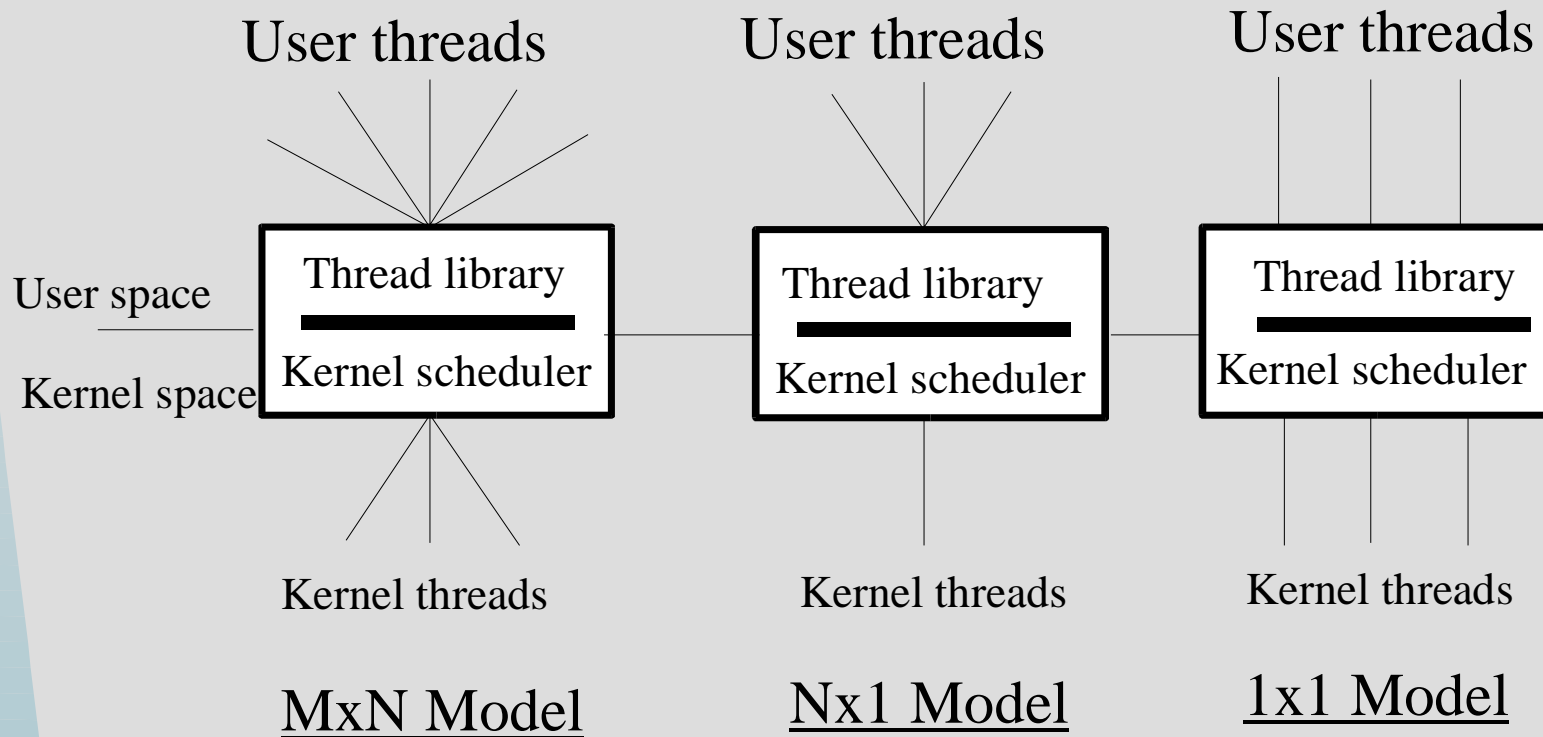 User threads
User threads
User threads
User space
Kernel space
Thread library
Kernel scheduler
Thread library
Kernel scheduler
Thread library
Kernel scheduler
Kernel threads
Kernel threads
Kernel threads
MxN Model
Nx1 Model
1x1 Model